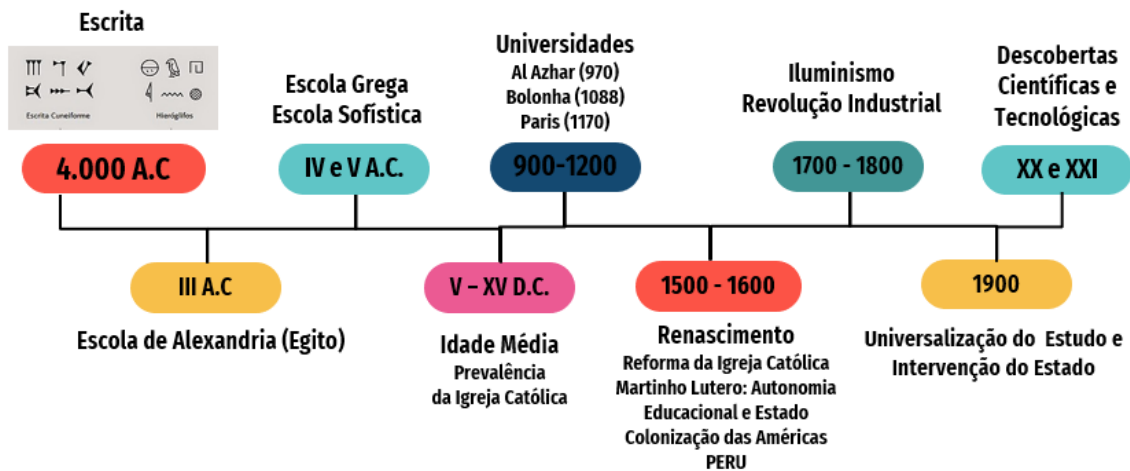 Escrita
Escrita Cuneiforme
Hieróglifos
4.000 A.C
III A.C
Escola de Alexandria (Egito)
Escola Grega
Escola Sofística
IV e V A.C.
V – XV D.C.
Idade Média
Prevalência
da Igreja Católica
Universidades
Al Azhar (970)
Bolonha (1088)
Paris (1170)
900-1200
1500 - 1600
Renascimento
Reforma da Igreja Católica
Martinho Lutero: Autonomia
Educacional e Estado
Colonização das Américas
PERU
Iluminismo
Revolução Industrial
1700 - 1800
1900
Universalização do Estudo e
Intervenção do Estado
Descobertas
Científicas e
Tecnológicas
XX e XXI